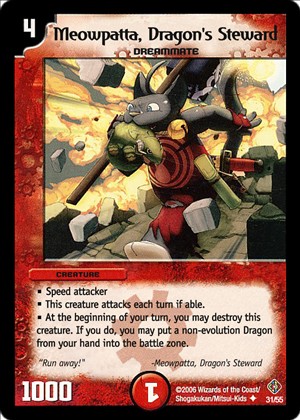 4
Meowpatta, Dragon's Steward
DREAMMATE
CREATURE
▪ Speed attacker
▪ This creature attacks each turn if able.
▪ At the beginning of your turn, you may destroy this
creature. If you do, you may put a non-evolution Dragon
from your hand into the battle zone.
"Run away!" -Meowpatta, Dragon's Steward
1000
1
©2006 Wizards of the Coast/
Shogakukan/Mitsui-Kids ✦ 31/55